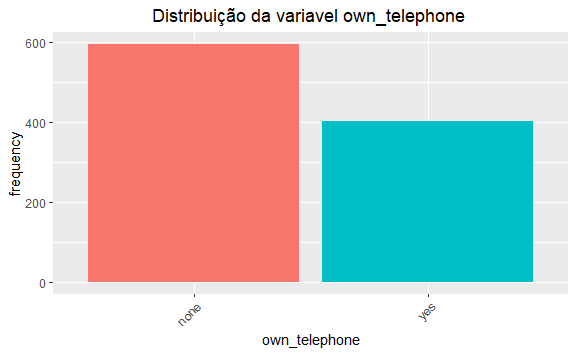 Distribuição da variavel own_telephone
frequency
600
400
200
0
none
yes
own_telephone